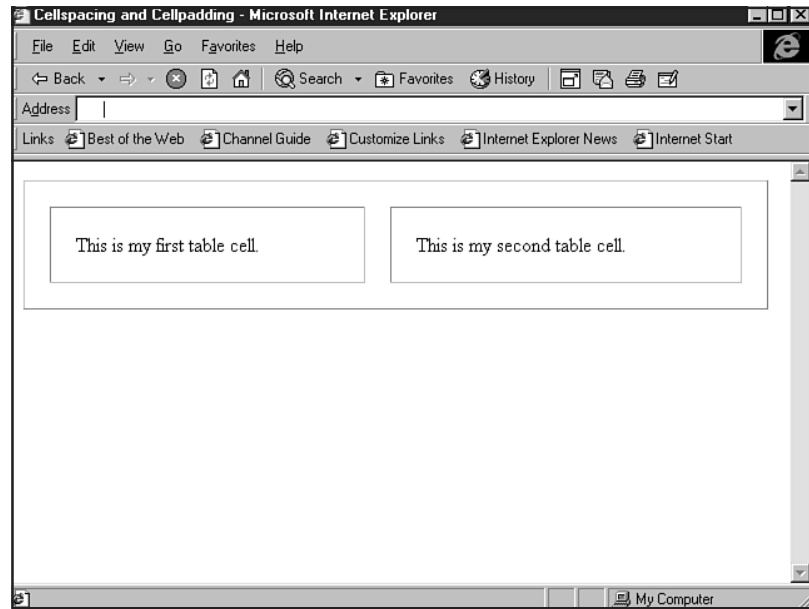 Cellspacing and Cellpadding - Microsoft Internet Explorer
File Edit View Go Favorites Help
Back Search Favorites History
Address
Links Best of the Web Channel Guide Customize Links Internet Explorer News Internet Start
This is my first table cell. This is my second table cell.
My Computer